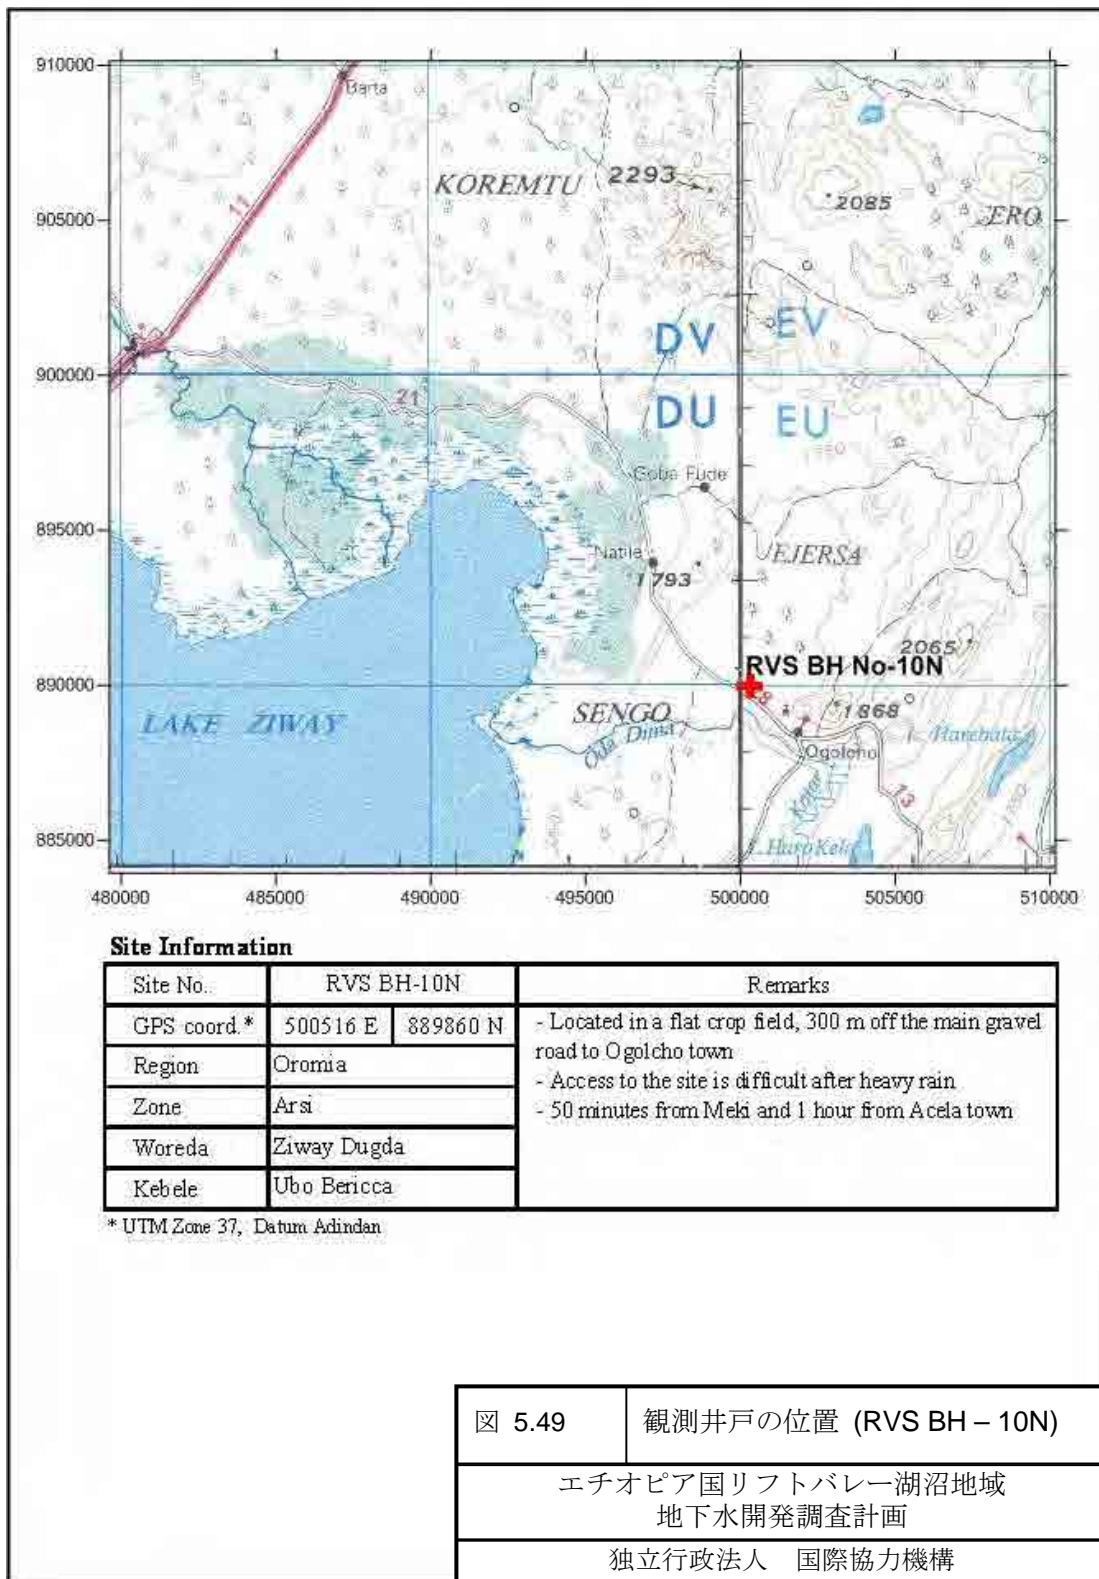 910000
Barta
11
KOREMTU
2293
2085
ERO
905000
DV
EV
900000
DU
EU
21
Goba Fude
895000
Natile
1793
EJERSA
2065
RVS BH No-10N
890000
LAKE ZIWAY
SENGO
Oda Dima
1868
Ogolcho
Harebata
13
Ketar
L. Haro Kela
885000
480000 485000 490000 495000 500000 505000 510000
Site Information
Site No.. RVS BH-10N Remarks
GPS coord.* 500516 E 889860 N
Region Oromia
Zone Arsi
Woreda Ziway Dugda
Kebele Ubo Bericca
- Located in a flat crop field, 300 m off the main gravel
road to Ogolcho town
- Access to the site is difficult after heavy rain
- 50 minutes from Meki and 1 hour from Acela town
* UTM Zone 37, Datum Adindan
図 5.49 観測井戸の位置 (RVS BH – 10N)
エチオピア国リフトバレー湖沼地域
地下水開発調査計画
独立行政法人 国際協力機構